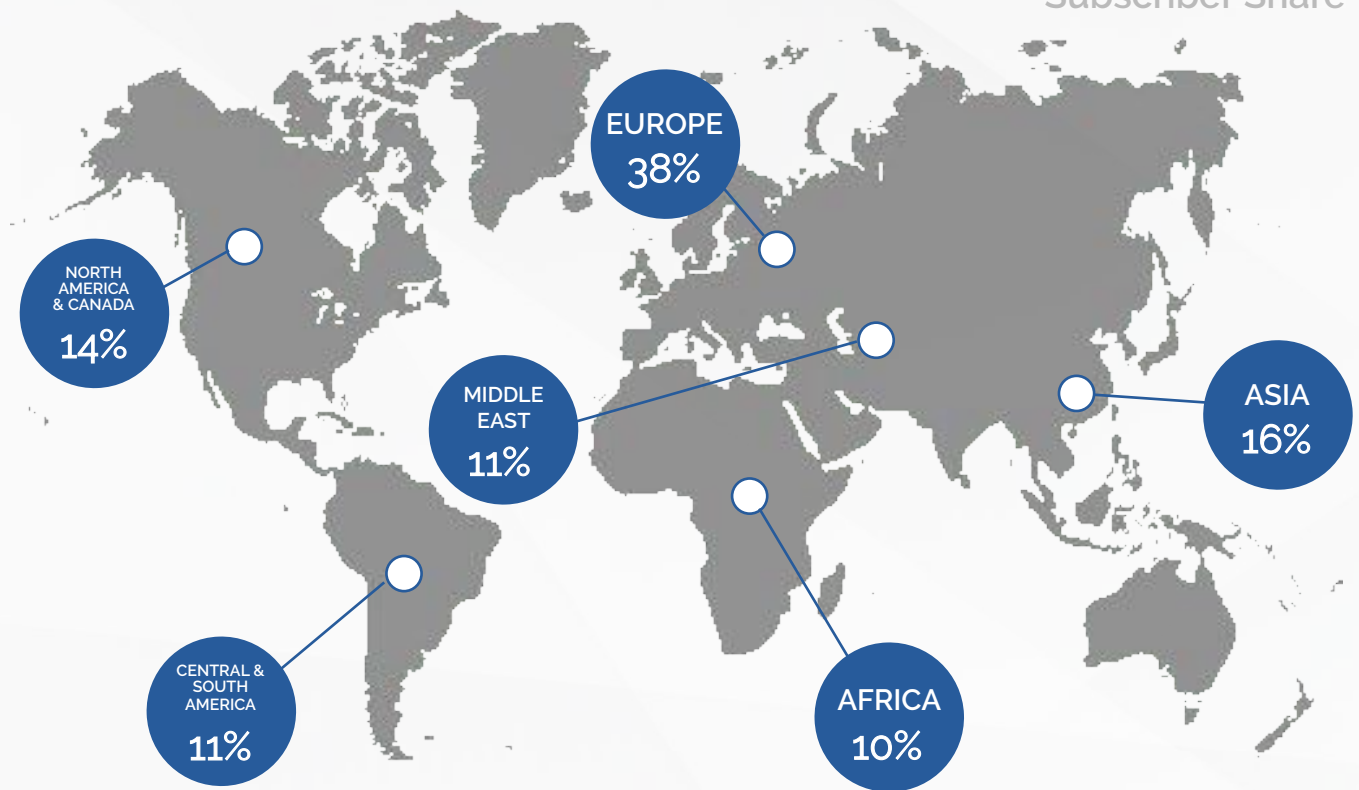 Subscriber Share
EUROPE
38%
NORTH
AMERICA
& CANADA
14%
MIDDLE
EAST
11%
ASIA
16%
CENTRAL &
SOUTH
AMERICA
11%
AFRICA
10%